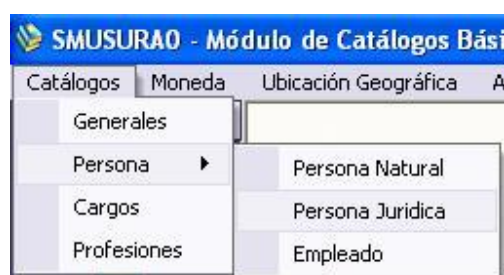 SMUSURA0 - Módulo de Catálogos Bási
Catálogos Moneda Ubicación Geográfica A
Generales
Persona
Persona Natural
Cargos
Persona Juridica
Profesiones
Empleado